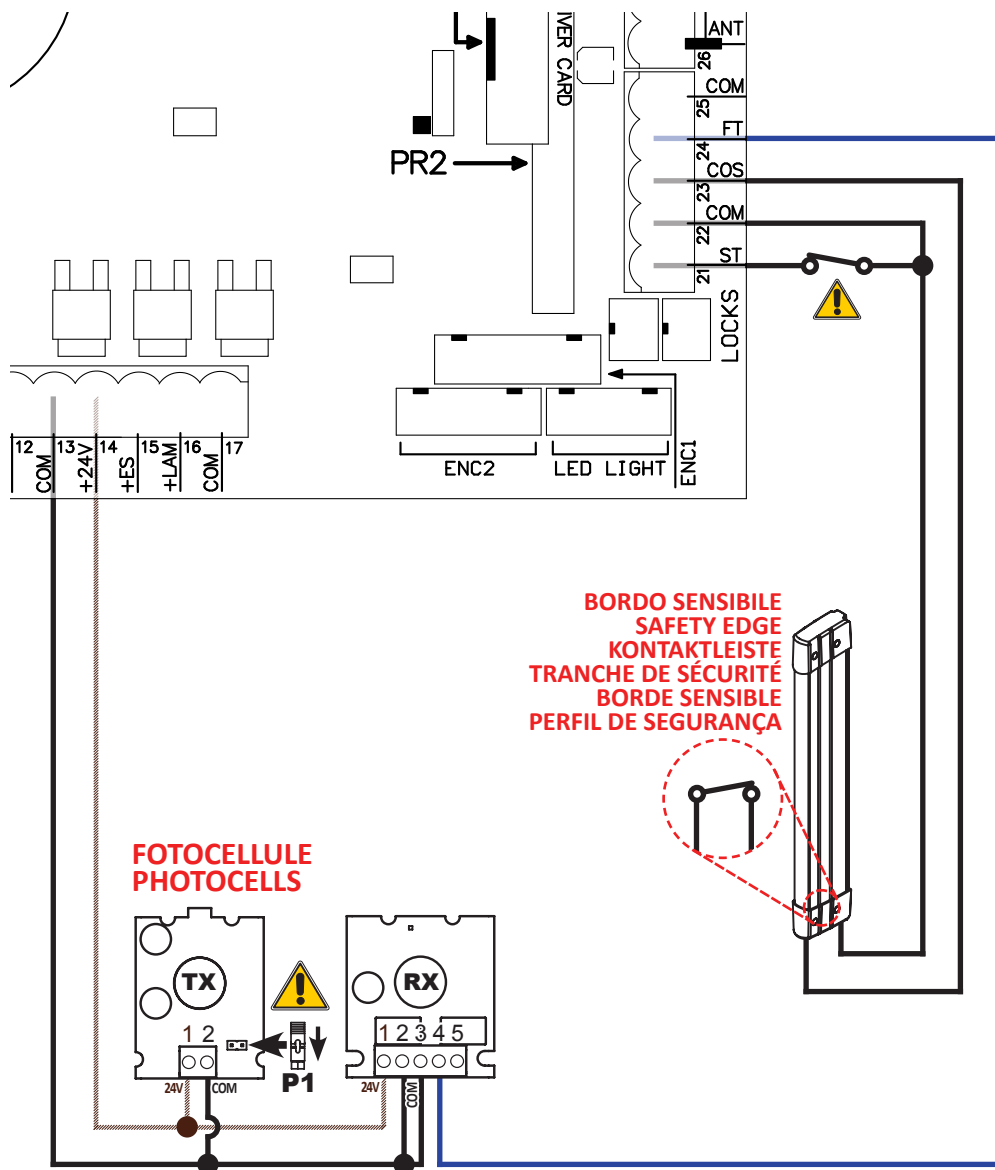 ANT
26
COM
25
FT
24
COS
23
COM
22
ST
21
LOCKS
VER CARD
PR2
ENC2
LED LIGHT
ENC1
12
13
14
15
16
17
COM
+24V
+ES
+LAM
COM
BORDO SENSIBILE
SAFETY EDGE
KONTAKTLEISTE
TRANCHE DE SÉCURITÉ
BORDE SENSIBLE
PERFIL DE SEGURANÇA
FOTOCELLULE
PHOTOCELLS
TX
1 2
24V
COM
P1
RX
1 2 3 4 5
24V
COM